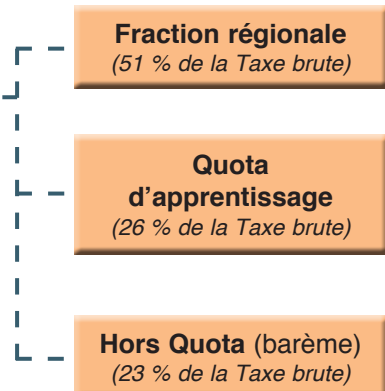 Fraction régionale
(51 % de la Taxe brute)
Quota
d'apprentissage
(26 % de la Taxe brute)
Hors Quota (barème)
(23 % de la Taxe brute)